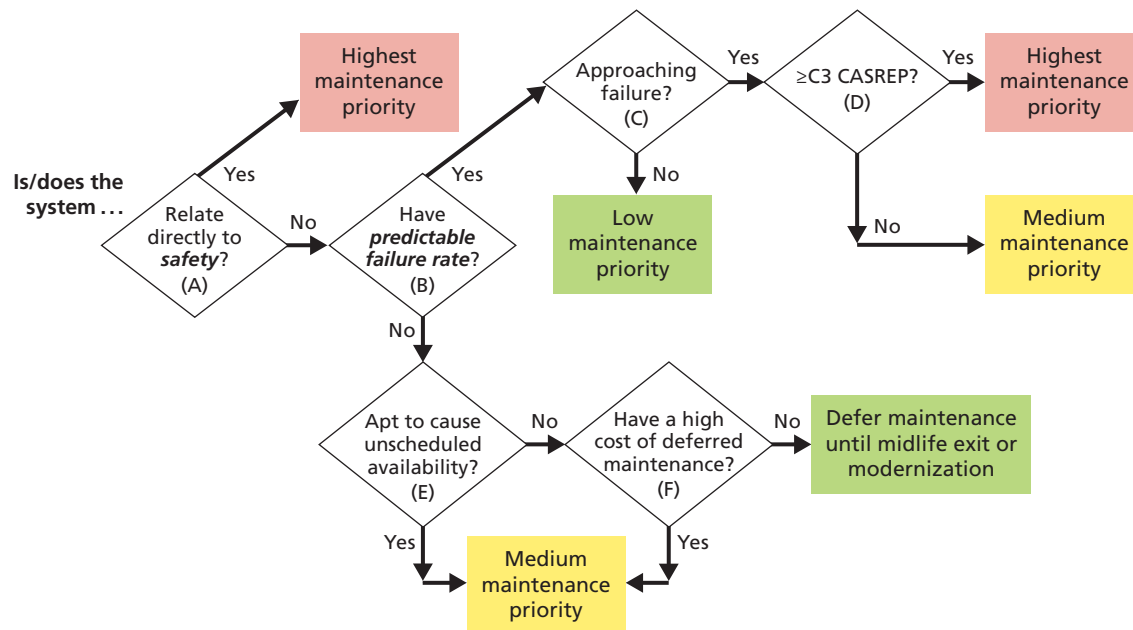 Highest
maintenance
priority
Approaching
failure?
(C)
Yes
≥C3 CASREP?
(D)
Yes
Highest
maintenance
priority
Is/does the
system ...
Yes
Relate
directly to
safety?
(A)
No
Yes
Have
predictable
failure rate?
(B)
No
Low
maintenance
priority
No
Medium
maintenance
priority
No
Apt to cause
unscheduled
availability?
(E)
No
Have a high
cost of deferred
maintenance?
(F)
No
Defer maintenance
until midlife exit or
modernization
Yes
Medium
maintenance
priority
Yes